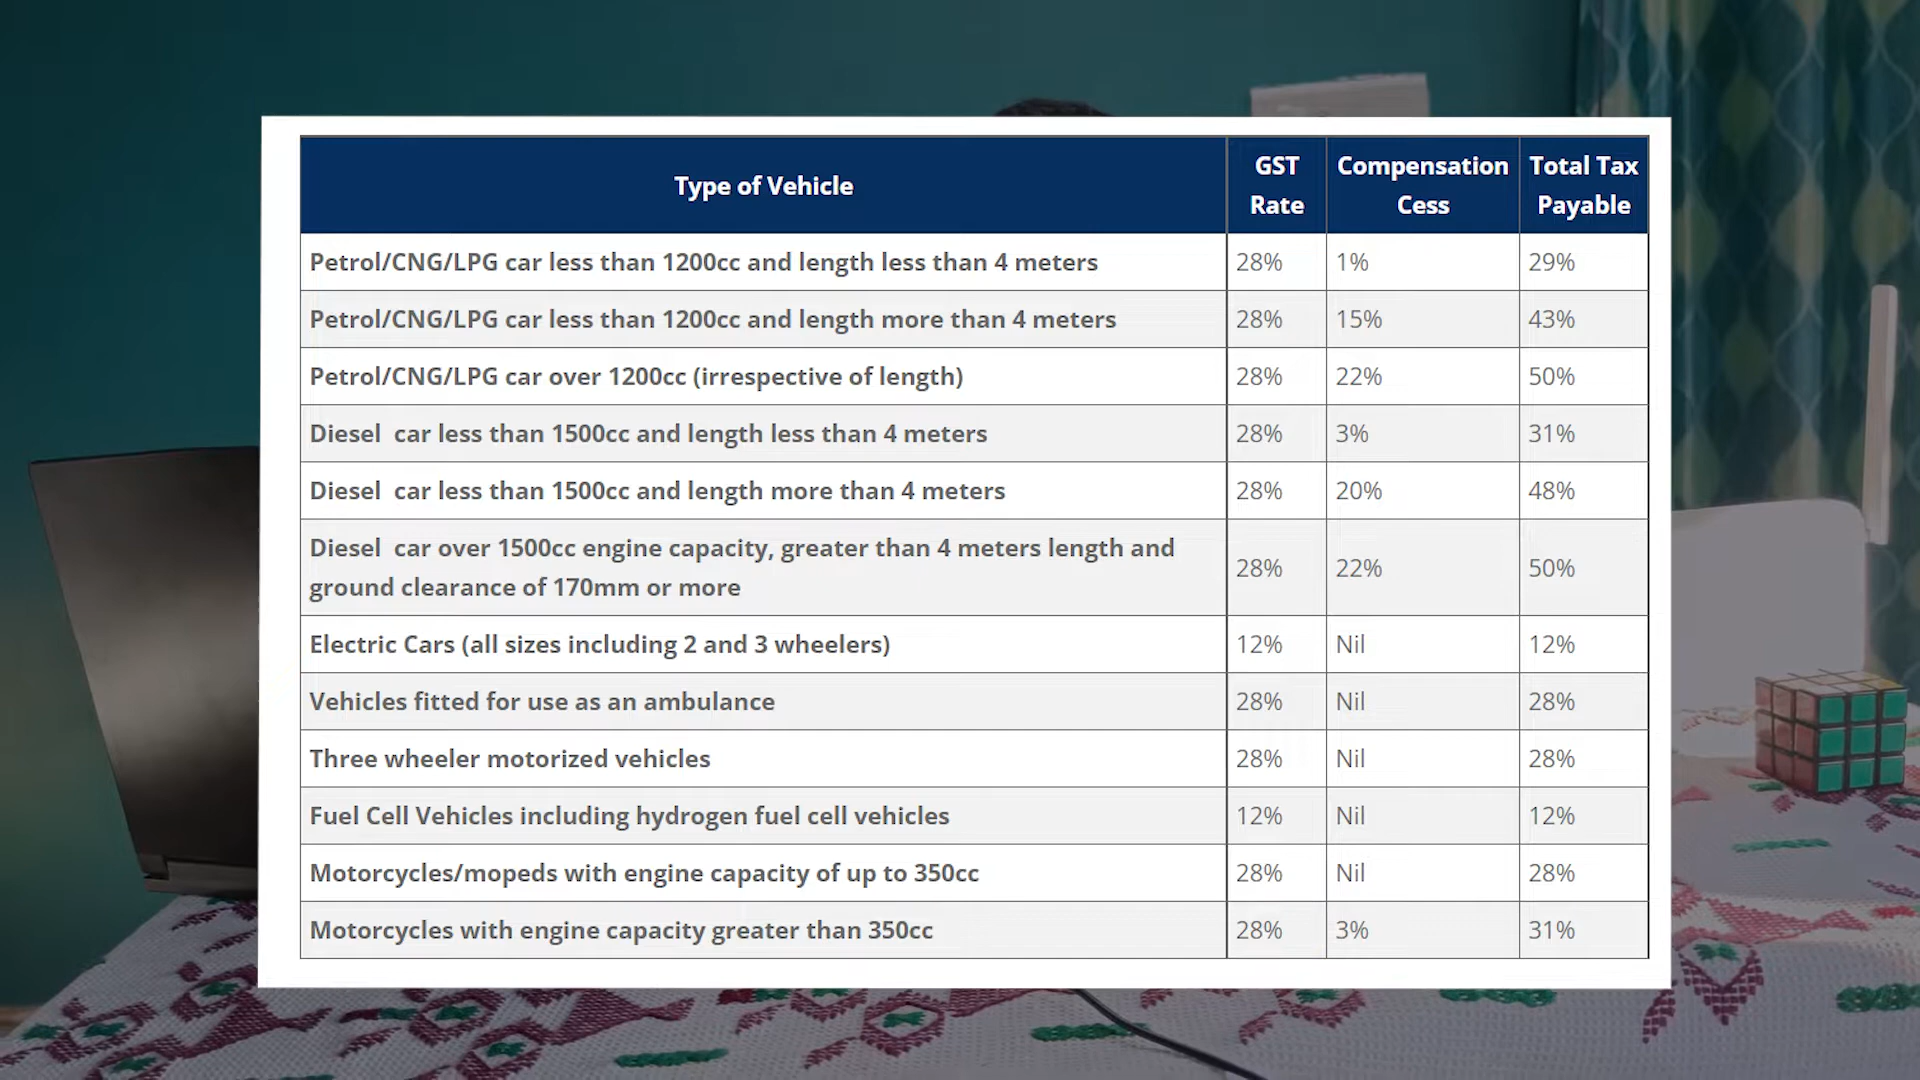 Type of Vehicle
GST Rate
Compensation Cess
Total Tax Payable
Petrol/CNG/LPG car less than 1200cc and length less than 4 meters 28% 1% 29%
Petrol/CNG/LPG car less than 1200cc and length more than 4 meters 28% 15% 43%
Petrol/CNG/LPG car over 1200cc (irrespective of length) 28% 22% 50%
Diesel car less than 1500cc and length less than 4 meters 28% 3% 31%
Diesel car less than 1500cc and length more than 4 meters 28% 20% 48%
Diesel car over 1500cc engine capacity, greater than 4 meters length and
ground clearance of 170mm or more 28% 22% 50%
Electric Cars (all sizes including 2 and 3 wheelers) 12% Nil 12%
Vehicles fitted for use as an ambulance 28% Nil 28%
Three wheeler motorized vehicles 28% Nil 28%
Fuel Cell Vehicles including hydrogen fuel cell vehicles 12% Nil 12%
Motorcycles/mopeds with engine capacity of up to 350cc 28% Nil 28%
Motorcycles with engine capacity greater than 350cc 28% 3% 31%